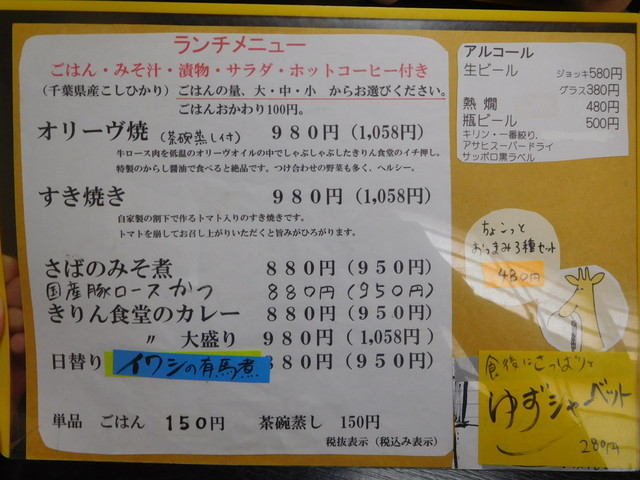 ランチメニュー
ごはん・みそ汁・漬物・サラダ・ホットコーヒー付き
(千葉県産こしひかり) ごはんの量、大・中・小 からお選びください。
ごはんおかわり100円。
オリーヴ焼 (茶碗蒸し付) 980円 (1,058円)
牛ロース肉を低温のオリーヴオイルの中でしゃぶしゃぶしたきりん食堂のイチ押し。
特製のからし醤油で食べると絶品です。つけ合わせの野菜も多く、ヘルシー。
すき焼き 980円 (1,058円)
自家製の割下で作るトマト入りのすき焼きです。
トマトを崩してお召し上がりいただくと旨みがひろがります。
さばのみそ煮 880円 (950円)
国産豚ロースかつ 880円 (950円)
きりん食堂のカレー 880円 (950円)
〃 大盛り 980円 (1,058円)
日替り イワシの有馬煮 880円 (950円)
単品 ごはん 150円 茶碗蒸し 150円
税抜表示 (税込み表示)
アルコール
生ビール ジョッキ580円
グラス380円
熱燗 480円
瓶ビール 500円
キリン・一番絞り.
アサヒスーパードライ
サッポロ黒ラベル
ちょこっと
おつまみ3種セット
480円
食後にさっぱりと
ゆずシャーベット
280円